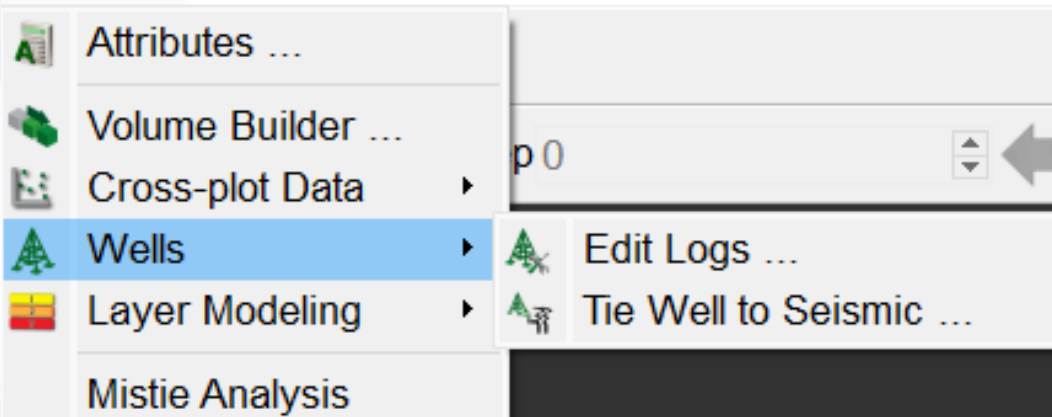 Attributes ...
Volume Builder ...
p 0
Cross-plot Data
Wells
Edit Logs ...
Layer Modeling
Tie Well to Seismic ...
Mistie Analysis